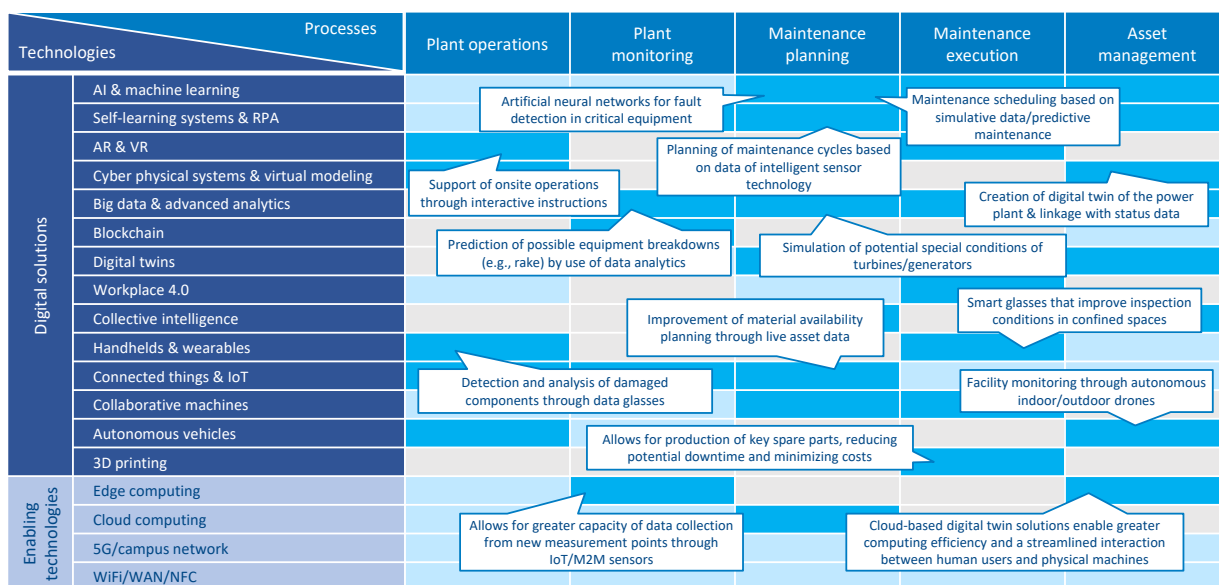 Processes
Technologies
Plant operations
Plant
monitoring
Maintenance
planning
Maintenance
execution
Asset
management
Digital solutions
AI & machine learning
Self-learning systems & RPA
AR & VR
Cyber physical systems & virtual modeling
Big data & advanced analytics
Blockchain
Digital twins
Workplace 4.0
Collective intelligence
Handhelds & wearables
Connected things & IoT
Collaborative machines
Autonomous vehicles
3D printing
Enabling
technologies
Edge computing
Cloud computing
5G/campus network
WiFi/WAN/NFC
Artificial neural networks for fault
detection in critical equipment
Maintenance scheduling based on
simulative data/predictive
maintenance
Planning of maintenance cycles based
on data of intelligent sensor
technology
Support of onsite operations
through interactive instructions
Creation of digital twin of the power
plant & linkage with status data
Prediction of possible equipment breakdowns
(e.g., rake) by use of data analytics
Simulation of potential special conditions of
turbines/generators
Smart glasses that improve inspection
conditions in confined spaces
Improvement of material availability
planning through live asset data
Detection and analysis of damaged
components through data glasses
Facility monitoring through autonomous
indoor/outdoor drones
Allows for production of key spare parts, reducing
potential downtime and minimizing costs
Allows for greater capacity of data collection
from new measurement points through
IoT/M2M sensors
Cloud-based digital twin solutions enable greater
computing efficiency and a streamlined interaction
between human users and physical machines